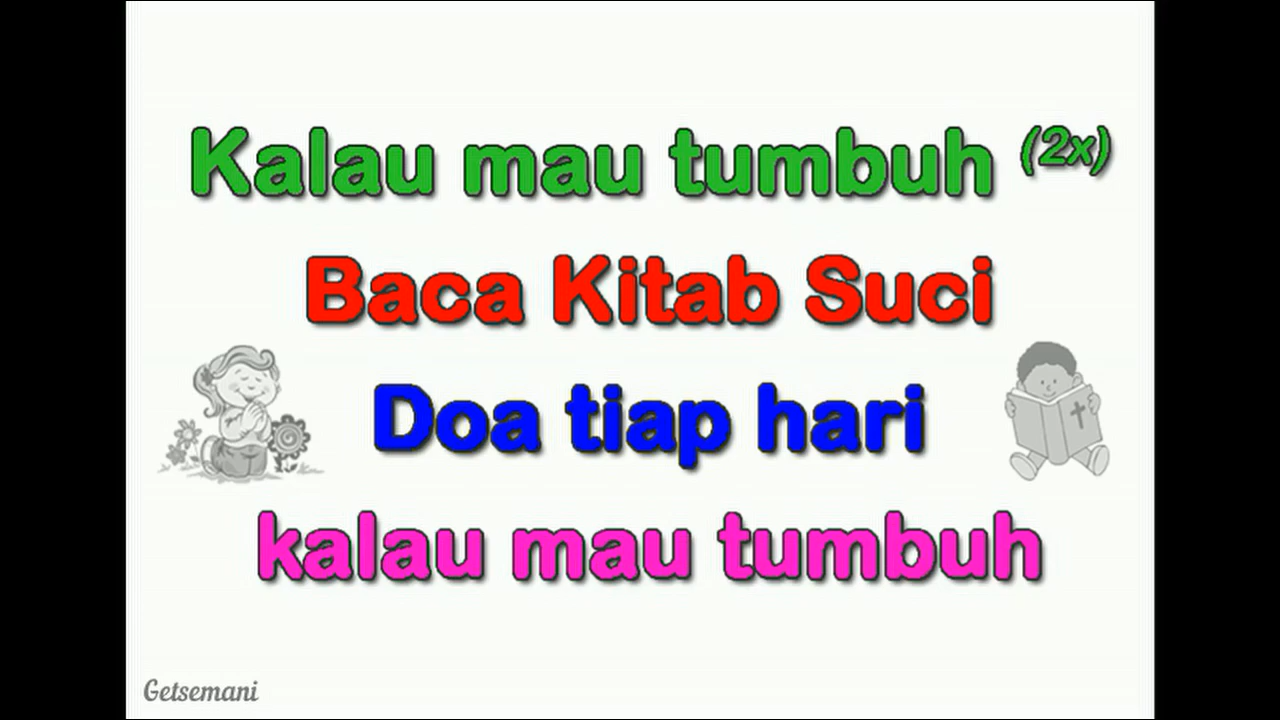 Kalau mau tumbuh (2x)
Baca Kitab Suci
Doa tiap hari
kalau mau tumbuh
Getsemani